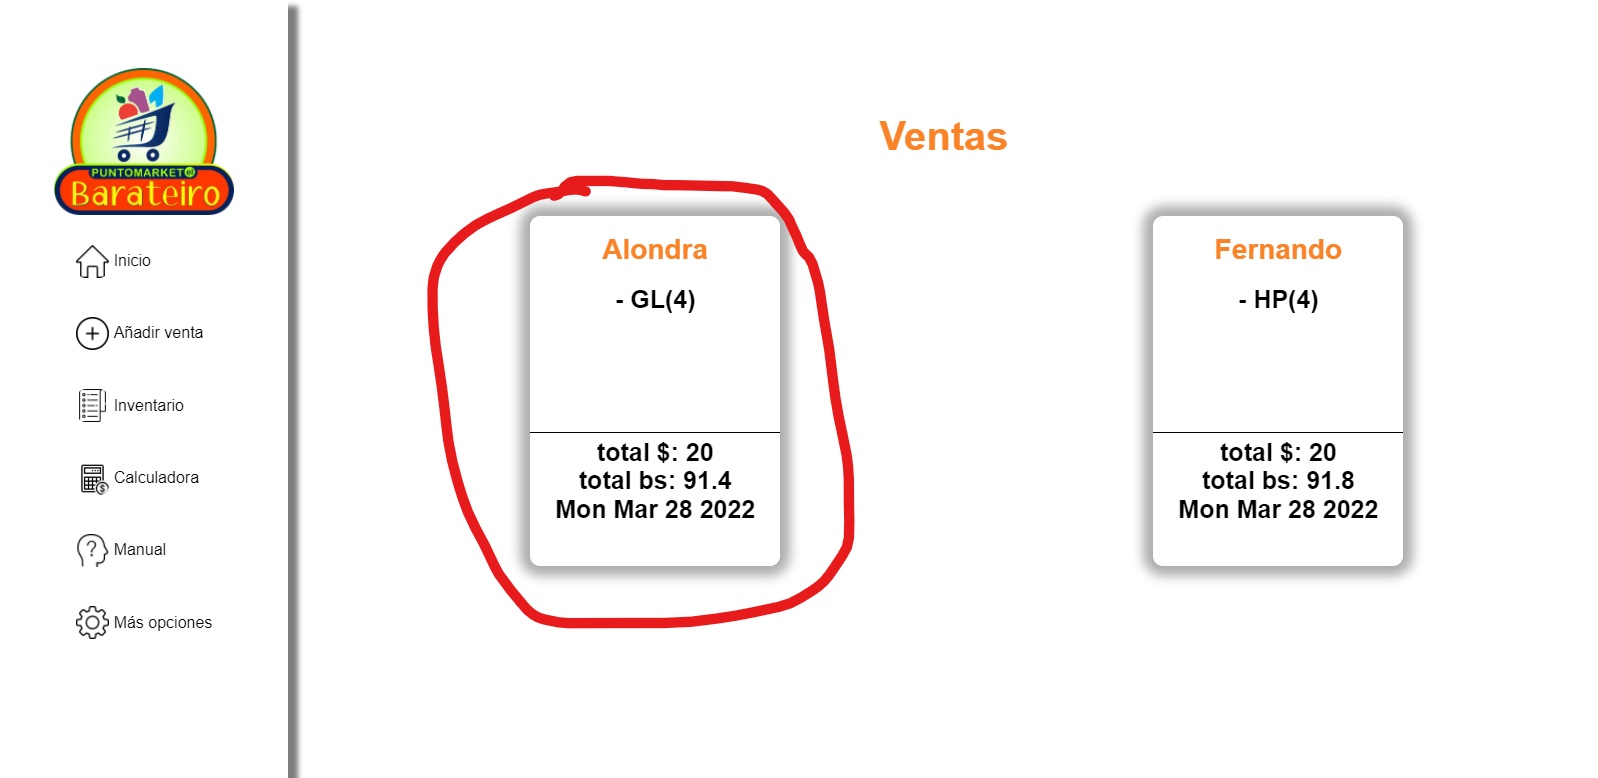 PUNTOMARKET el
Barateiro
Inicio
Añadir venta
Inventario
Calculadora
Manual
Más opciones
Ventas
Alondra
- GL(4)
total $: 20
total bs: 91.4
Mon Mar 28 2022
Fernando
- HP(4)
total $: 20
total bs: 91.8
Mon Mar 28 2022